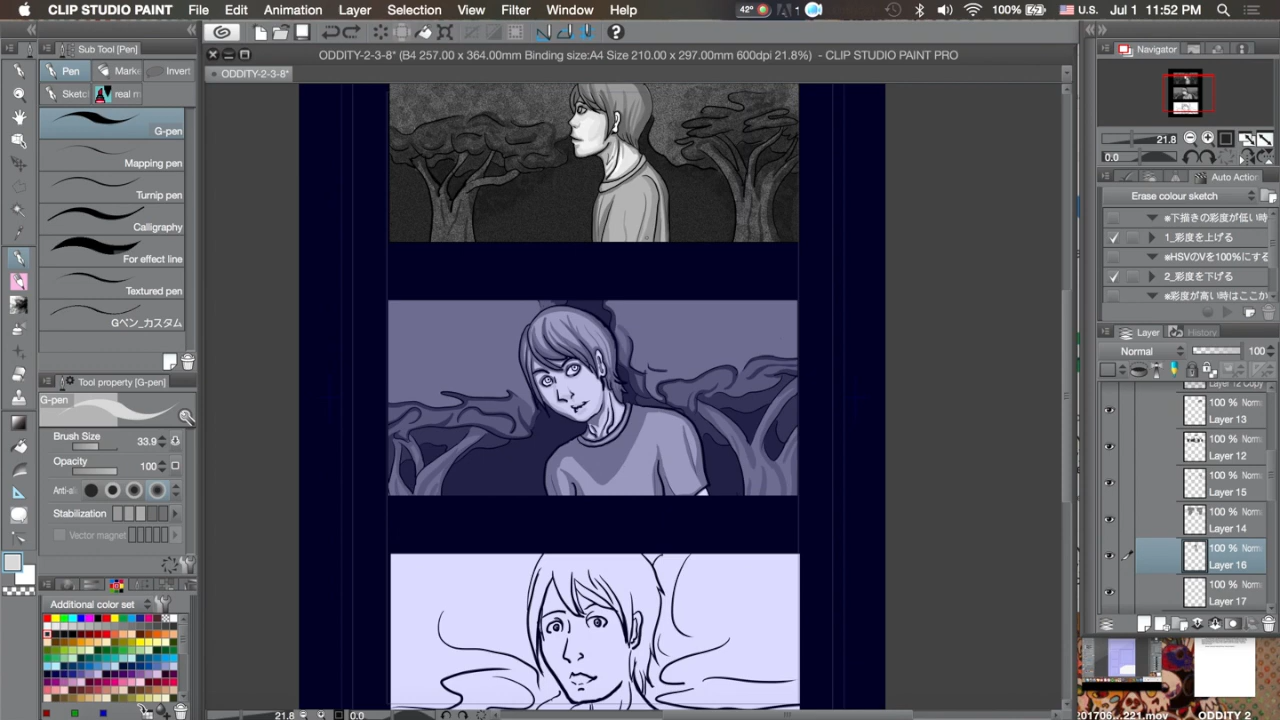 CLIP STUDIO PAINT File Edit Animation Layer Selection View Filter Window Help 42° 1 100% U.S. Jul 1 11:52 PM
ODDITY-2-3-8* (B4 257.00 x 364.00mm Binding size:A4 Size 210.00 x 297.00mm 600dpi 21.8%) - CLIP STUDIO PAINT PRO
ODDITY-2-3-8*
Sub Tool [Pen]
Pen Marke Invert
Sketc real m
G-pen
Mapping pen
Turnip pen
Calligraphy
For effect line
Textured pen
Gペン_カスタム
Tool property [G-pen]
G-pen
Brush Size 33.9
Opacity 100
Anti-al
Stabilization
Vector magnet
Additional color set
21.8 0.0
Navigator
21.8
0.0
Auto Action
Erase colour sketch
※下描きの彩度が低い時
1_彩度を上げる
※HSVのVを100%にする
2_彩度を下げる
※彩度が高い時はここか
Layer History
Normal 100
Layer 12 Copy
100 % Norm
Layer 13
100 % Norm
Layer 12
100 % Norm
Layer 15
100 % Norm
Layer 14
100 % Norm
Layer 16
100 % Norm
Layer 17
201706...221.mov ODDITY 2